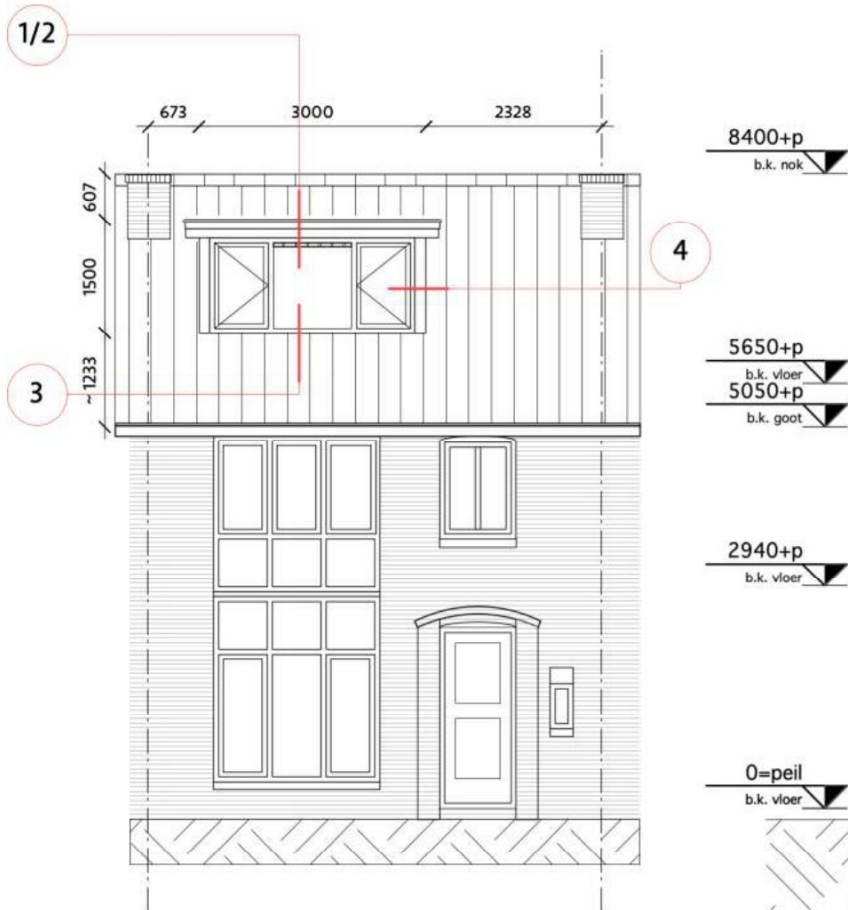 1/2
673 3000 2328
8400+p
b.k. nok
607
1500
4
~1233
5650+p
b.k. vloer
5050+p
b.k. goot
3
2940+p
b.k. vloer
0=peil
b.k. vloer